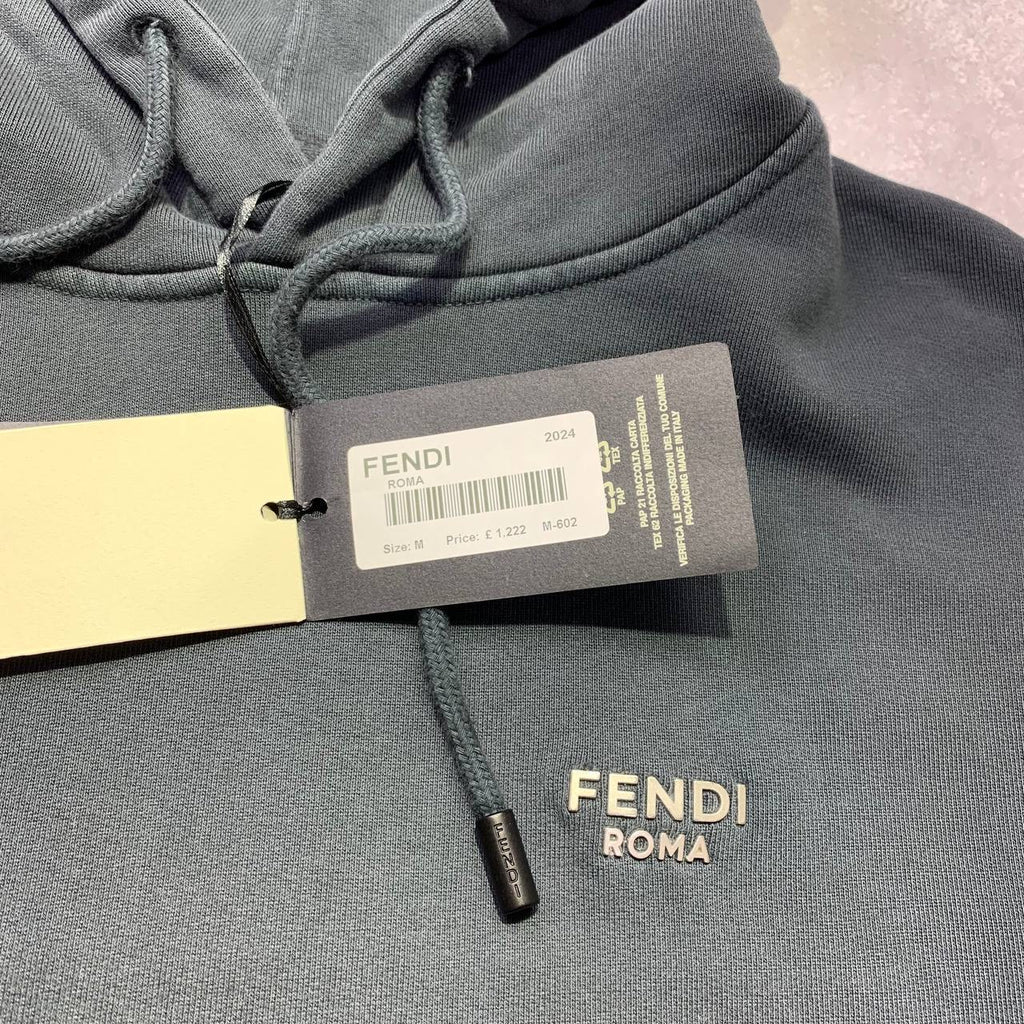 FENDI 2024
ROMA
Size: M Price: £ 1,222 M-602
PAP TEX
PAP 21 RACCOLTA CARTA
TEX 62 RACCOLTA INDIFFERENZIATA
VERIFICA LE DISPOSIZIONI DEL TUO COMUNE
PACKAGING MADE IN ITALY
FENDI
FENDI
ROMA